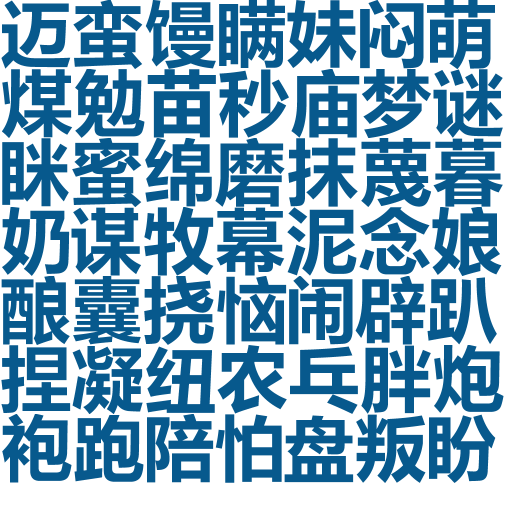 迈蛮馒瞒妹闷萌
煤勉苗秒庙梦谜
眯蜜绵磨抹蔑暮
奶谋牧幕泥念娘
酿囊挠恼闹辟趴
捏凝纽农乓胖炮
袍跑陪怕盘叛盼